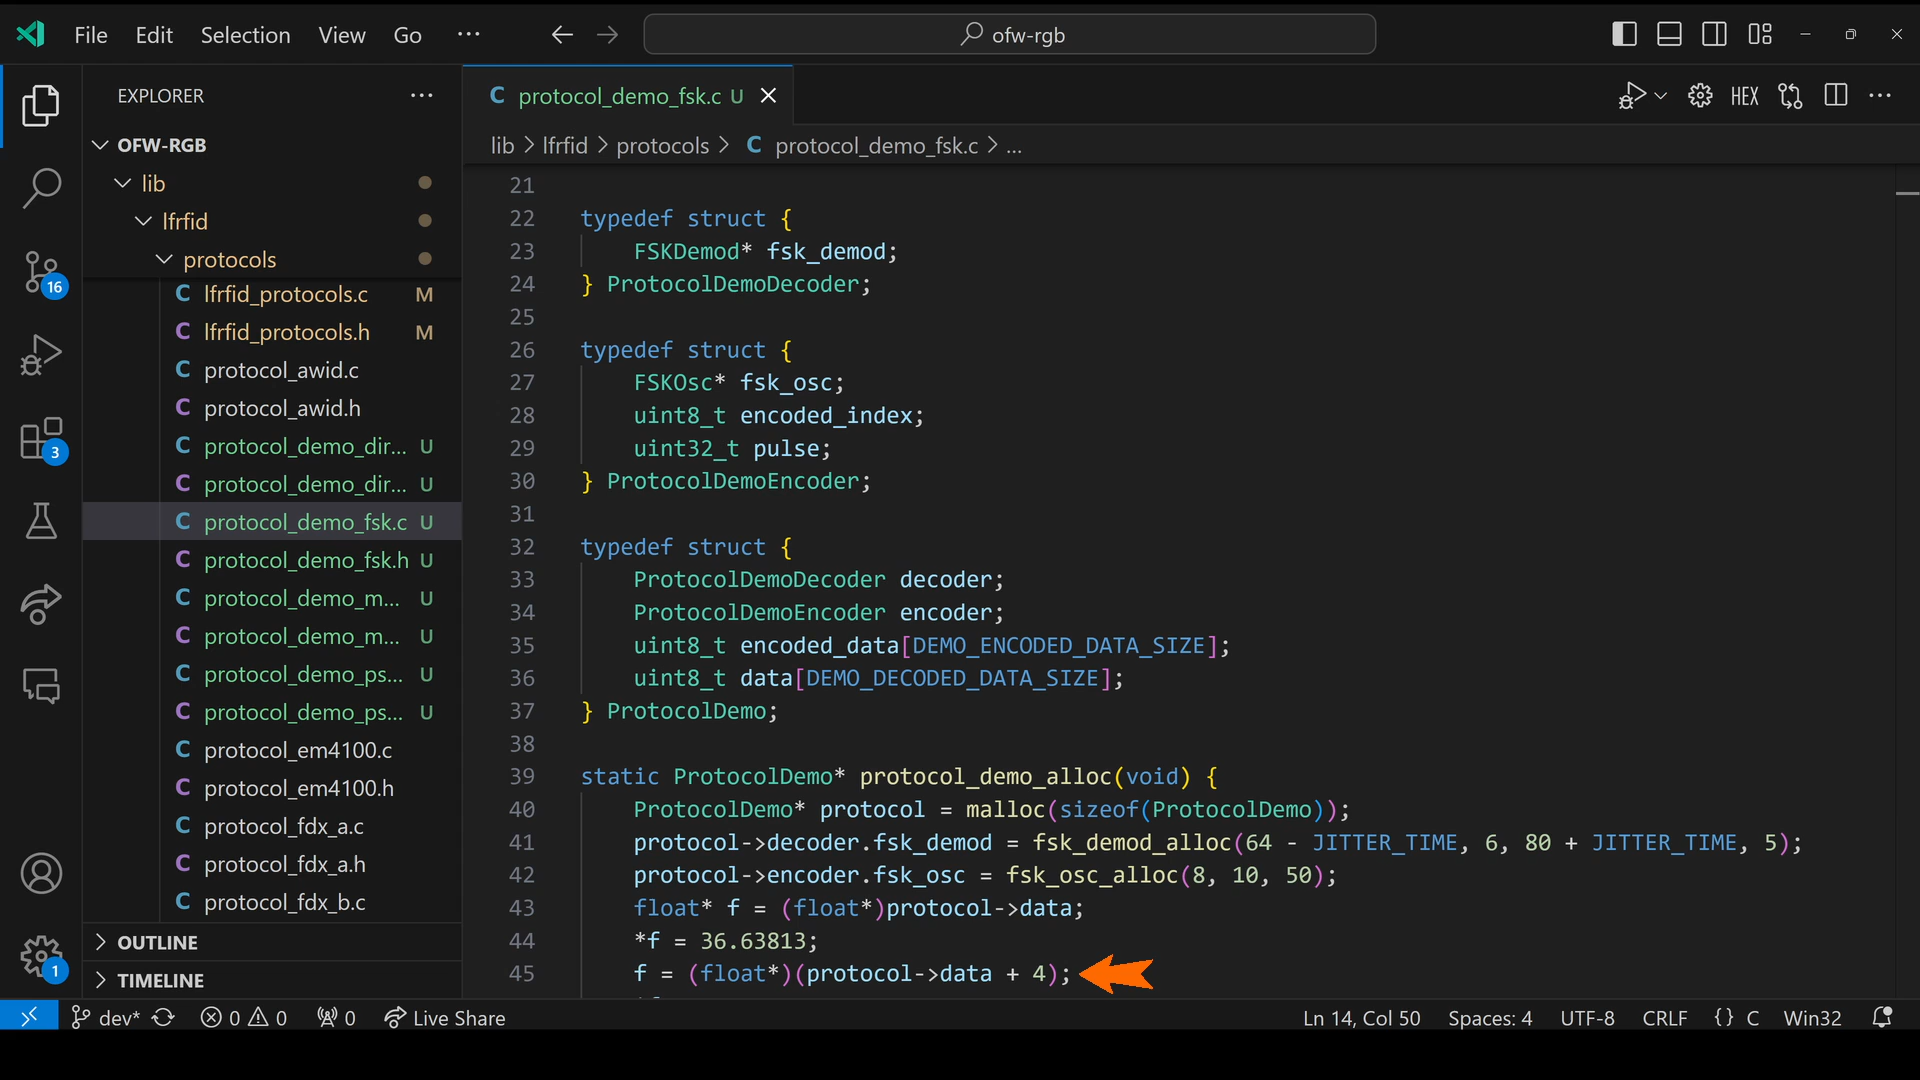 File Edit Selection View Go ··· ofw-rgb
EXPLORER ···
OFW-RGB
lib
lfrfid
protocols
C lfrfid_protocols.c M
C lfrfid_protocols.h M
C protocol_awid.c
C protocol_awid.h
C protocol_demo_dir... U
C protocol_demo_dir... U
C protocol_demo_fsk.c U
C protocol_demo_fsk.h U
C protocol_demo_m... U
C protocol_demo_m... U
C protocol_demo_ps... U
C protocol_demo_ps... U
C protocol_em4100.c
C protocol_em4100.h
C protocol_fdx_a.c
C protocol_fdx_a.h
C protocol_fdx_b.c
OUTLINE
TIMELINE
16
3
1
C protocol_demo_fsk.c U
HEX
lib > lfrfid > protocols > C protocol_demo_fsk.c > ...
21
22 typedef struct {
23 FSKDemod* fsk_demod;
24 } ProtocolDemoDecoder;
25
26 typedef struct {
27 FSKOsc* fsk_osc;
28 uint8_t encoded_index;
29 uint32_t pulse;
30 } ProtocolDemoEncoder;
31
32 typedef struct {
33 ProtocolDemoDecoder decoder;
34 ProtocolDemoEncoder encoder;
35 uint8_t encoded_data[DEMO_ENCODED_DATA_SIZE];
36 uint8_t data[DEMO_DECODED_DATA_SIZE];
37 } ProtocolDemo;
38
39 static ProtocolDemo* protocol_demo_alloc(void) {
40 ProtocolDemo* protocol = malloc(sizeof(ProtocolDemo));
41 protocol->decoder.fsk_demod = fsk_demod_alloc(64 - JITTER_TIME, 6, 80 + JITTER_TIME, 5);
42 protocol->encoder.fsk_osc = fsk_osc_alloc(8, 10, 50);
43 float* f = (float*)protocol->data;
44 *f = 36.63813;
45 f = (float*)(protocol->data + 4);
dev* 0 0 0 Live Share Ln 14, Col 50 Spaces: 4 UTF-8 CRLF {} C Win32